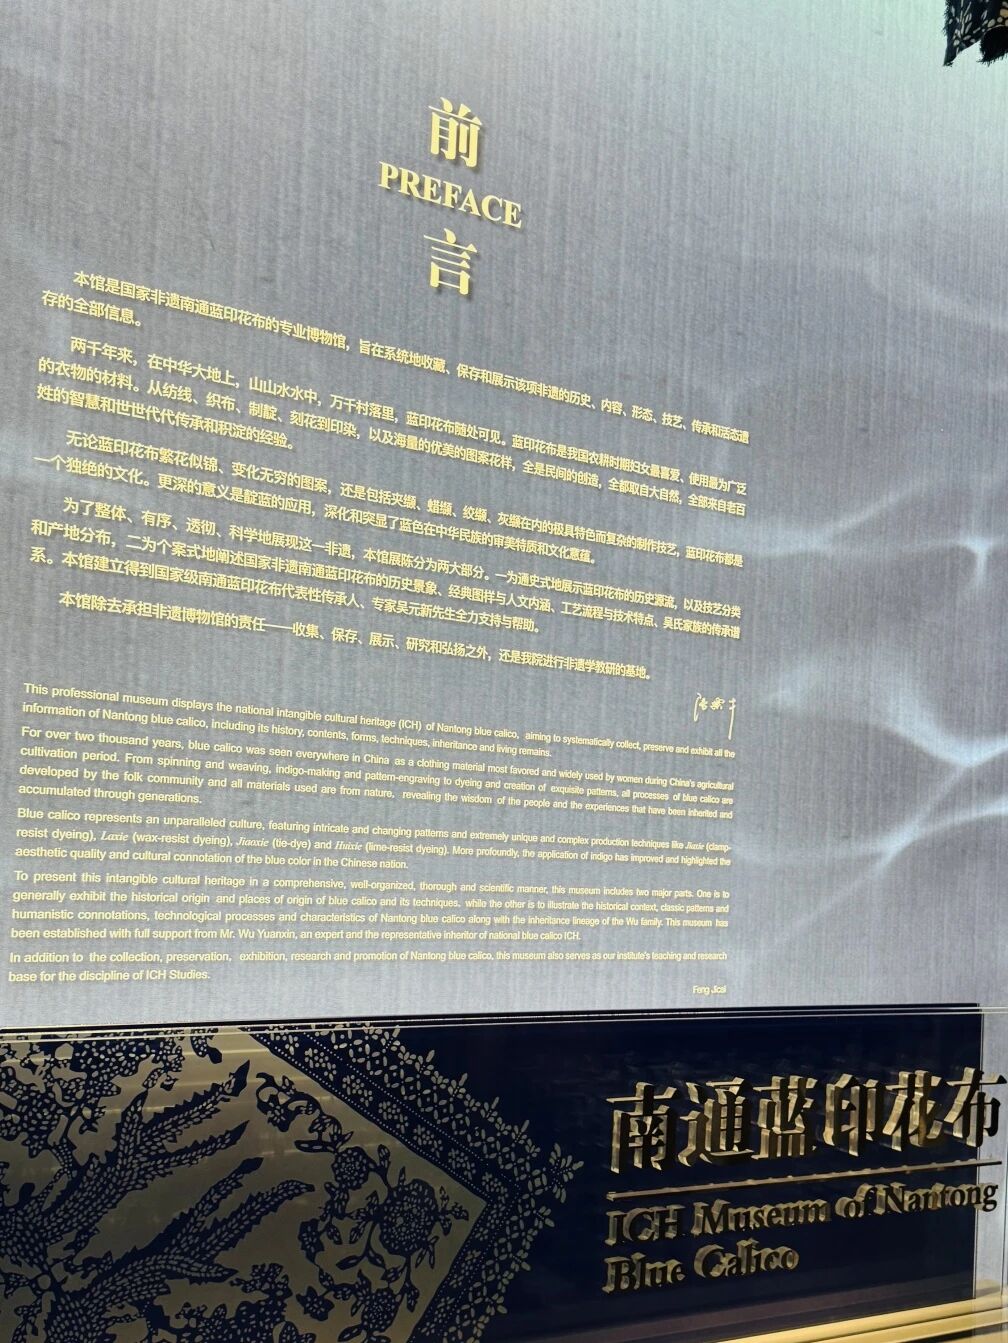 前
PREFACE
言
本馆是国家非遗南通蓝印花布的专业博物馆，旨在系统地收藏、保存和展示该项非遗的历史、内容、形态、技艺、传承和活态遗
存的全部信息。
两千年来，在中华大地上，山山水水中，万千村落里，蓝印花布随处可见。蓝印花布是我国农耕时期妇女最喜爱、使用最为广泛
的衣物的材料。从纺线、织布、制靛、刻花到印染，以及海量的优美的图案花样，全是民间的创造，全部取自大自然，全部来自老百
姓的智慧和世世代代传承和积淀的经验。
无论蓝印花布繁花似锦、变化无穷的图案，还是包括夹缬、蜡缬、绞缬、灰缬在内的极具特色而复杂的制作技艺，蓝印花布都是
一个独绝的文化。更深的意义是靛蓝的应用，深化和突显了蓝色在中华民族的审美特质和文化意蕴。
为了整体、有序、透彻、科学地展现这一非遗，本馆展陈分为两大部分。一为通史式地展示蓝印花布的历史源流，以及技艺分类
和产地分布，二为个案式地阐述国家非遗南通蓝印花布的历史景象、经典图样与人文内涵、工艺流程与技术特点、吴氏家族的传承谱
系。本馆建立得到国家级南通蓝印花布代表性传承人、专家吴元新先生全力支持与帮助。
本馆除去承担非遗博物馆的责任——收集、保存、展示、研究和弘扬之外，还是我院进行非遗学教研的基地。
This professional museum displays the national intangible cultural heritage (ICH) of Nantong blue calico, aiming to systematically collect, preserve and exhibit all the
information of Nantong blue calico, including its history, contents, forms, techniques, inheritance and living remains.
For over two thousand years, blue calico was seen everywhere in China as a clothing material most favored and widely used by women during China's agricultural
cultivation period. From spinning and weaving, indigo-making and pattern-engraving to dyeing and creation of exquisite patterns, all processes of blue calico are
developed by the folk community and all materials used are from nature, revealing the wisdom of the people and the experiences that have been inherited and
accumulated through generations.
Blue calico represents an unparalleled culture, featuring intricate and changing patterns and extremely unique and complex production techniques like Jiaxie (clamp-
resist dyeing), Laxie (wax-resist dyeing), Jiaoxie (tie-dye) and Huixie (lime-resist dyeing). More profoundly, the application of indigo has improved and highlighted the
aesthetic quality and cultural connotation of the blue color in the Chinese nation.
To present this intangible cultural heritage in a comprehensive, well-organized, thorough and scientific manner, this museum includes two major parts. One is to
generally exhibit the historical origin and places of origin of blue calico and its techniques. while the other is to illustrate the historical context, classic patterns and
humanistic connotations, technological processes and characteristics of Nantong blue calico along with the inheritance lineage of the Wu family. This museum has
been established with full support from Mr. Wu Yuanxin, an expert and the representative inheritor of national blue calico ICH.
In addition to the collection, preservation, exhibition, research and promotion of Nantong blue calico, this museum also serves as our institute's teaching and research
base for the discipline of ICH Studies.
Feng Jicai
南通蓝印花布
ICH Museum of Nantong
Blue Calico